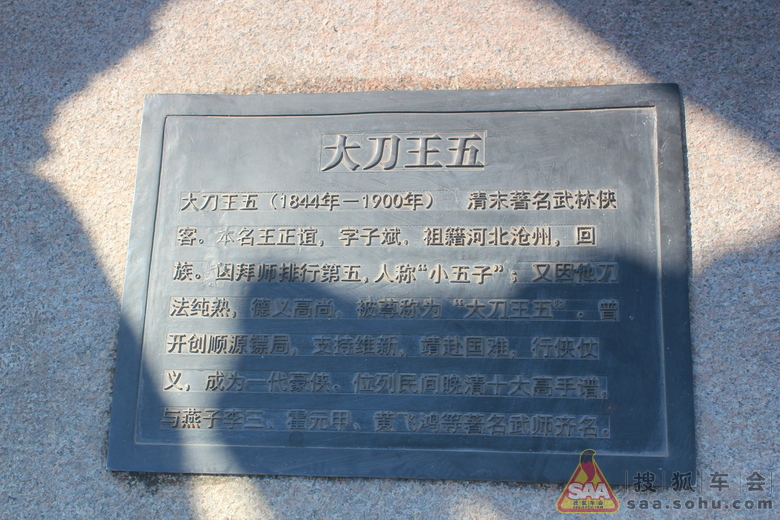 大刀王五
大刀王五（1844年－1900年） 清末著名武林侠
客。本名王正谊，字子斌。祖籍河北沧州，回
族。因拜师排行第五，人称“小五子”；又因他刀
法纯熟，德义高尚，被尊称为“大刀王五”。曾
开创顺源镖局，支持维新，靖赴国难，行侠仗
义，成为一代豪侠。位列民间晚清十大高手谱，
与燕子李三、霍元甲、黄飞鸿等著名武师齐名。
SAA
搜狐车会
saa.sohu.com